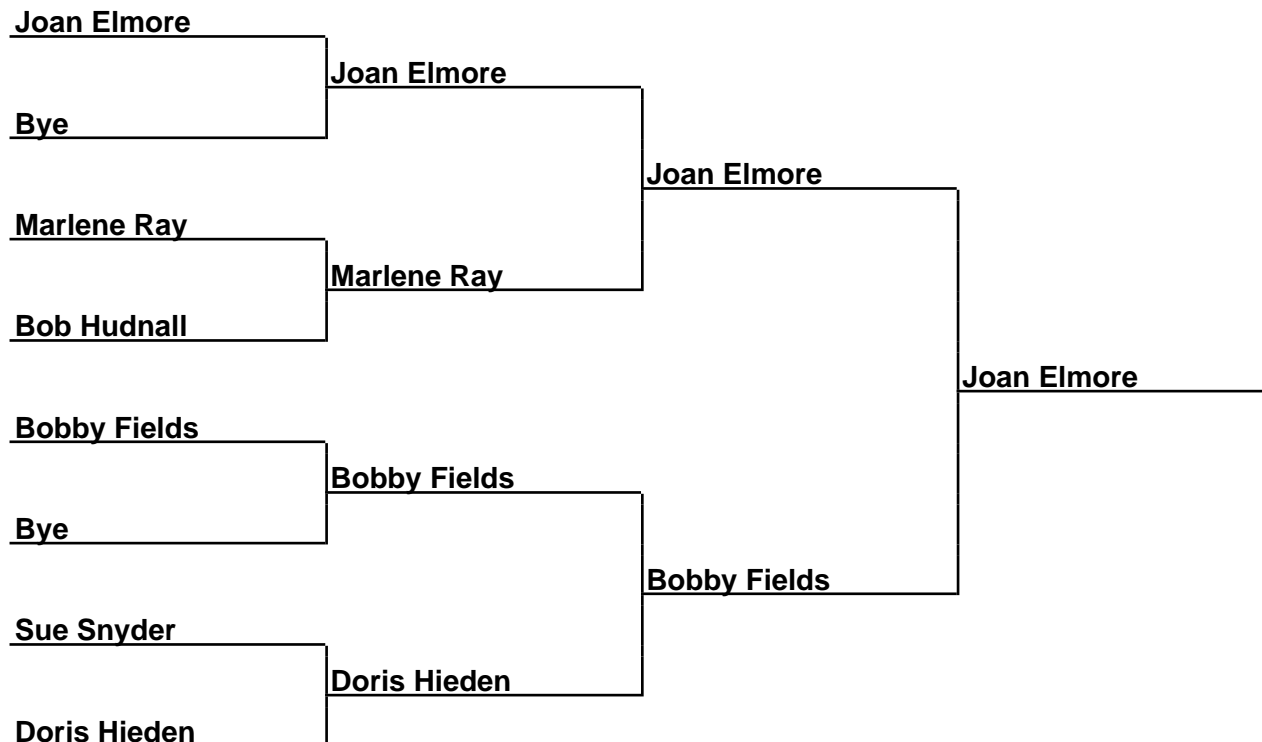 Joan Elmore
Joan Elmore
Bye
Joan Elmore
Marlene Ray
Marlene Ray
Bob Hudnall
Joan Elmore
Bobby Fields
Bobby Fields
Bye
Bobby Fields
Sue Snyder
Doris Hieden
Doris Hieden